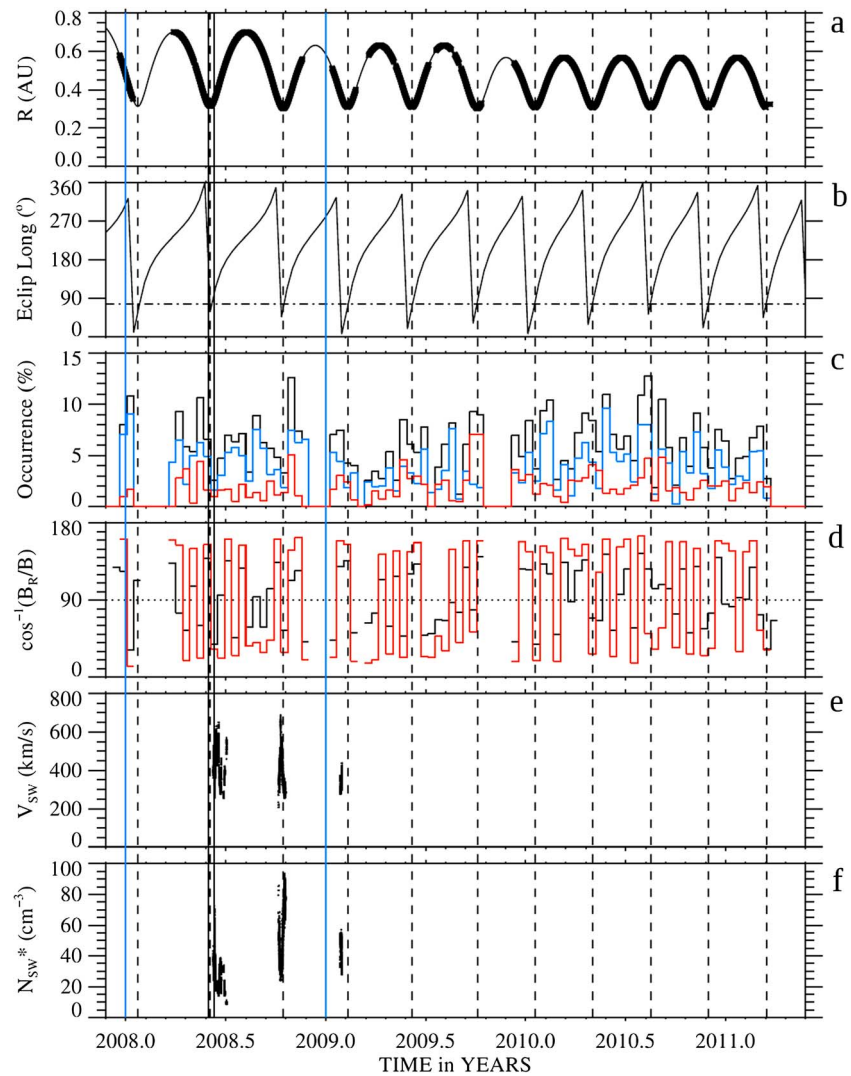 a
0.8
0.6
0.4
0.2
0.0
R (AU)
b
360
270
180
90
0
Eclip Long (°)
c
15
10
5
0
Occurrence (%)
d
180
90
0
cos⁻¹(B_R/B)
e
800
600
400
200
0
V_SW (km/s)
f
100
80
60
40
20
0
N_SW* (cm⁻³)
2008.0 2008.5 2009.0 2009.5 2010.0 2010.5 2011.0
TIME in YEARS